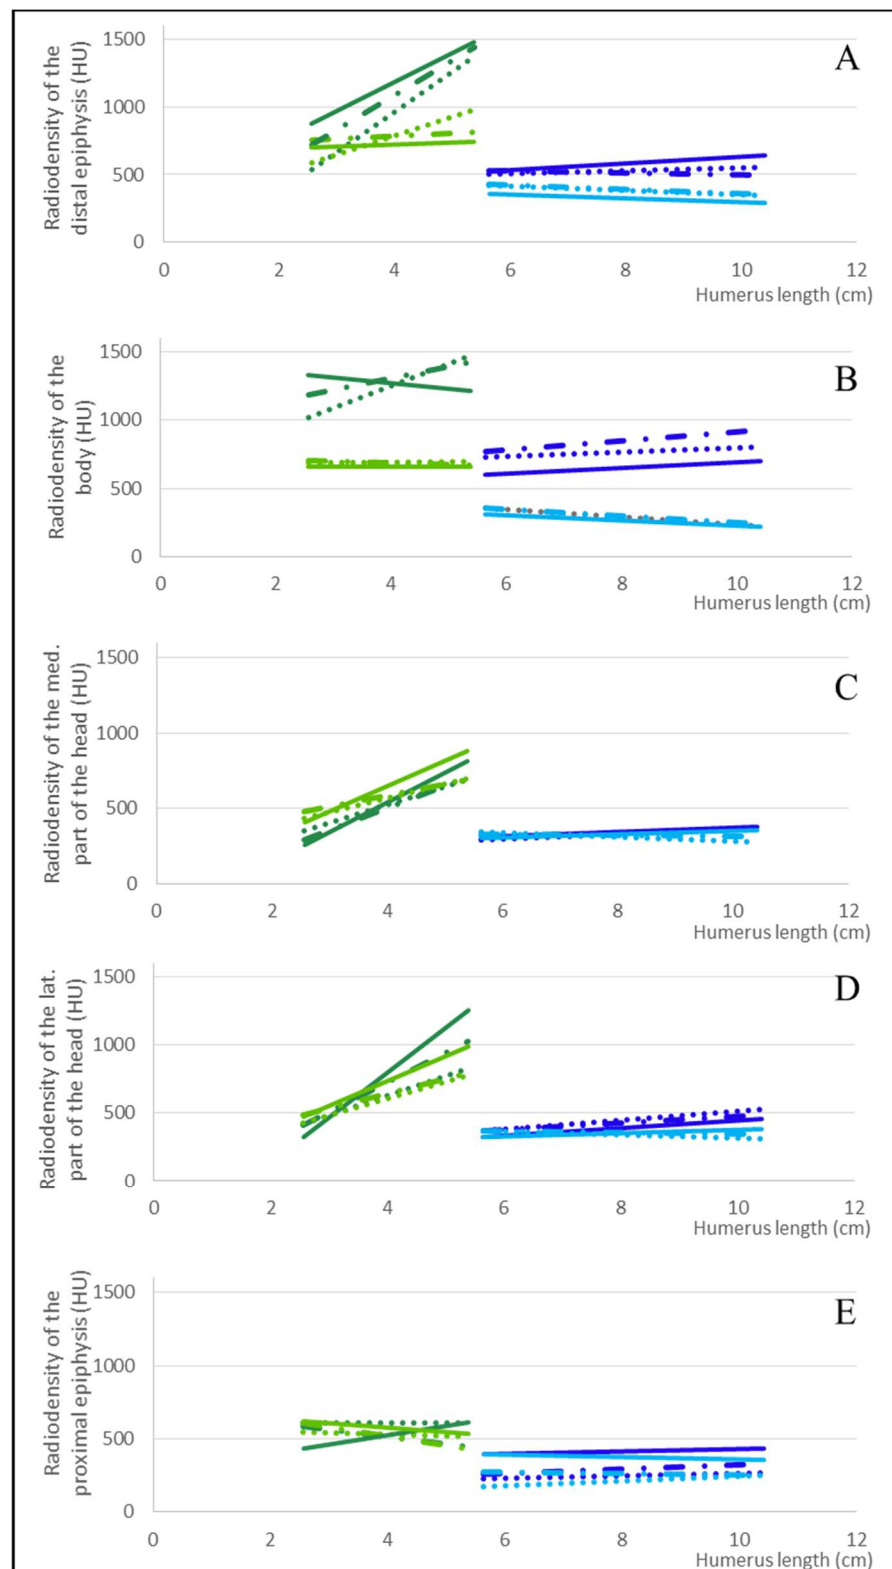 A
Radiodensity of the
distal epiphysis (HU)
1500
1000
500
0
0 2 4 6 8 10 12
Humerus length (cm)
B
Radiodensity of the
body (HU)
1500
1000
500
0
0 2 4 6 8 10 12
Humerus length (cm)
C
Radiodensity of the med.
part of the head (HU)
1500
1000
500
0
0 2 4 6 8 10 12
Humerus length (cm)
D
Radiodensity of the lat.
part of the head (HU)
1500
1000
500
0
0 2 4 6 8 10 12
Humerus length (cm)
E
Radiodensity of the
proximal epiphysis (HU)
1500
1000
500
0
0 2 4 6 8 10 12
Humerus length (cm)